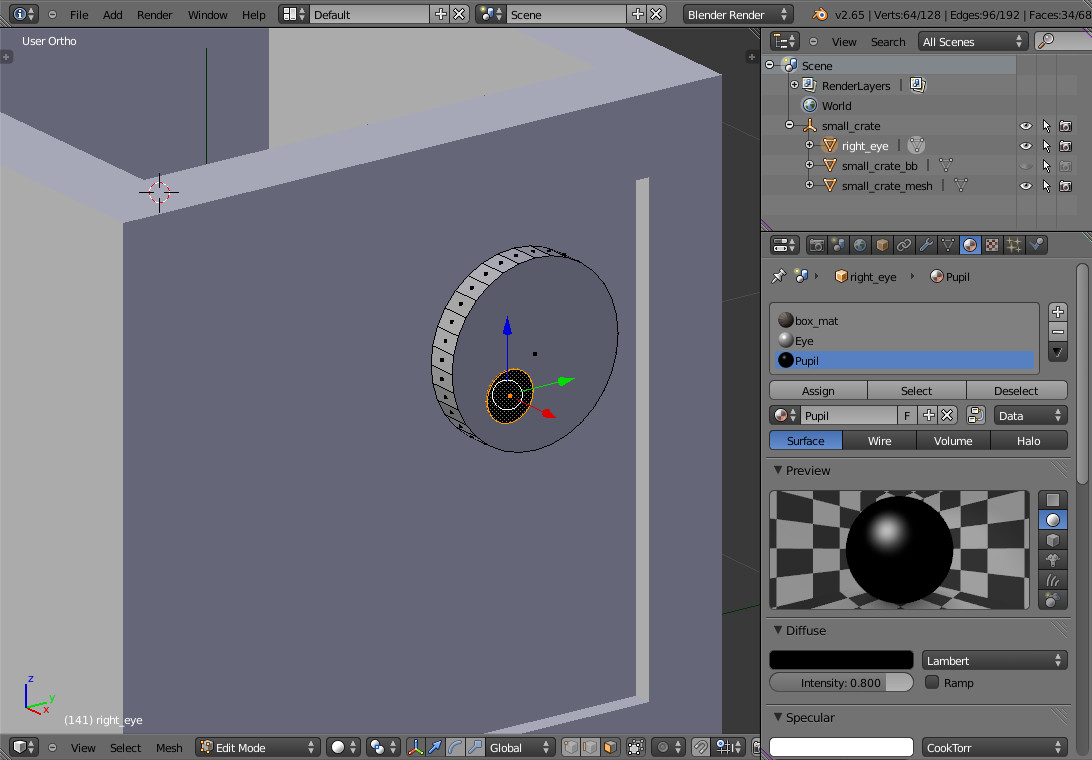 File Add Render Window Help Default Scene Blender Render v2.65 | Verts:64/128 | Edges:96/192 | Faces:34/68
User Ortho
View Search All Scenes
Scene
RenderLayers
World
small_crate
right_eye
small_crate_bb
small_crate_mesh
right_eye Pupil
box_mat
Eye
Pupil
Assign Select Deselect
Pupil F Data
Surface Wire Volume Halo
Preview
Diffuse
Lambert
Intensity: 0.800 Ramp
Specular
CookTorr
z
y
x
(141) right_eye
View Select Mesh Edit Mode Global